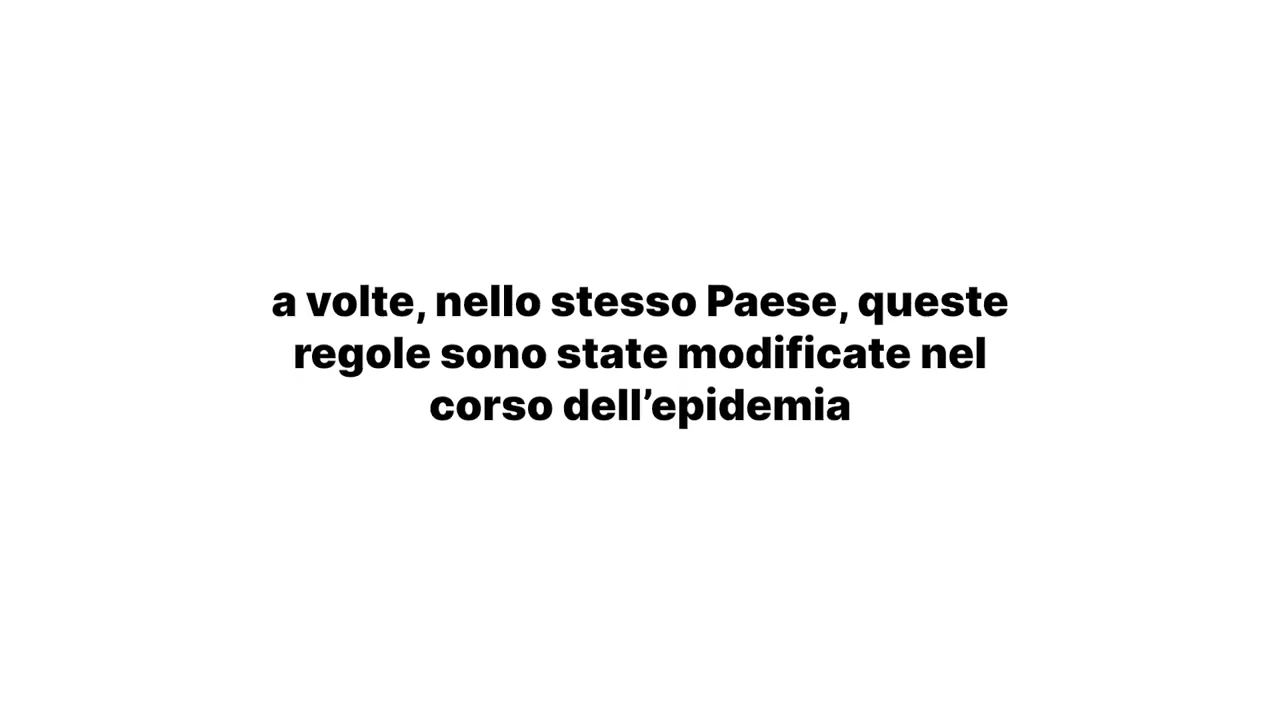 a volte, nello stesso Paese, queste
regole sono state modificate nel
corso dell’epidemia